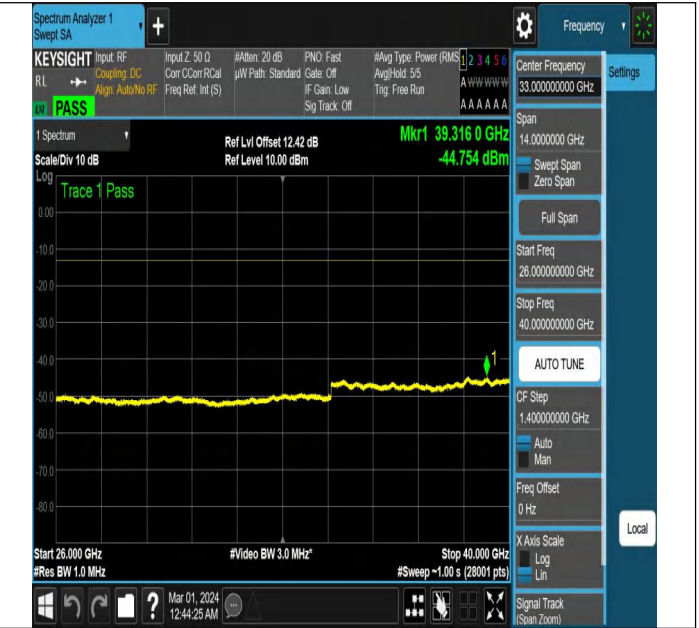 Spectrum Analyzer 1
Swept SA
+
Frequency
KEYSIGHT
Input: RF
Coupling: DC
Align: Auto/No RF
Input Z: 50 Ω
Corr CCorr RCal
Freq Ref: Int (S)
#Atten: 20 dB
µW Path: Standard
PNO: Fast
Gate: Off
IF Gain: Low
Sig Track: Off
#Avg Type: Power (RMS)
Avg|Hold: 5/5
Trig: Free Run
1 2 3 4 5 6
A W W W W W
A A A A A A
RL
LXI PASS
1 Spectrum
Scale/Div 10 dB
Log
Ref Lvl Offset 12.42 dB
Ref Level 10.00 dBm
Mkr1 39.316 0 GHz
-44.754 dBm
Trace 1 Pass
0.00
-10.0
-20.0
-30.0
-40.0
1
-50.0
-60.0
-70.0
-80.0
Start 26.000 GHz
#Res BW 1.0 MHz
#Video BW 3.0 MHz*
Stop 40.000 GHz
#Sweep ~1.00 s (28001 pts)
Center Frequency
33.000000000 GHz
Span
14.0000000 GHz
Swept Span
Zero Span
Full Span
Start Freq
26.000000000 GHz
Stop Freq
40.000000000 GHz
AUTO TUNE
CF Step
1.400000000 GHz
Auto
Man
Freq Offset
0 Hz
X Axis Scale
Log
Lin
Signal Track
(Span Zoom)
Settings
Local
?
Mar 01, 2024
12:44:25 AM